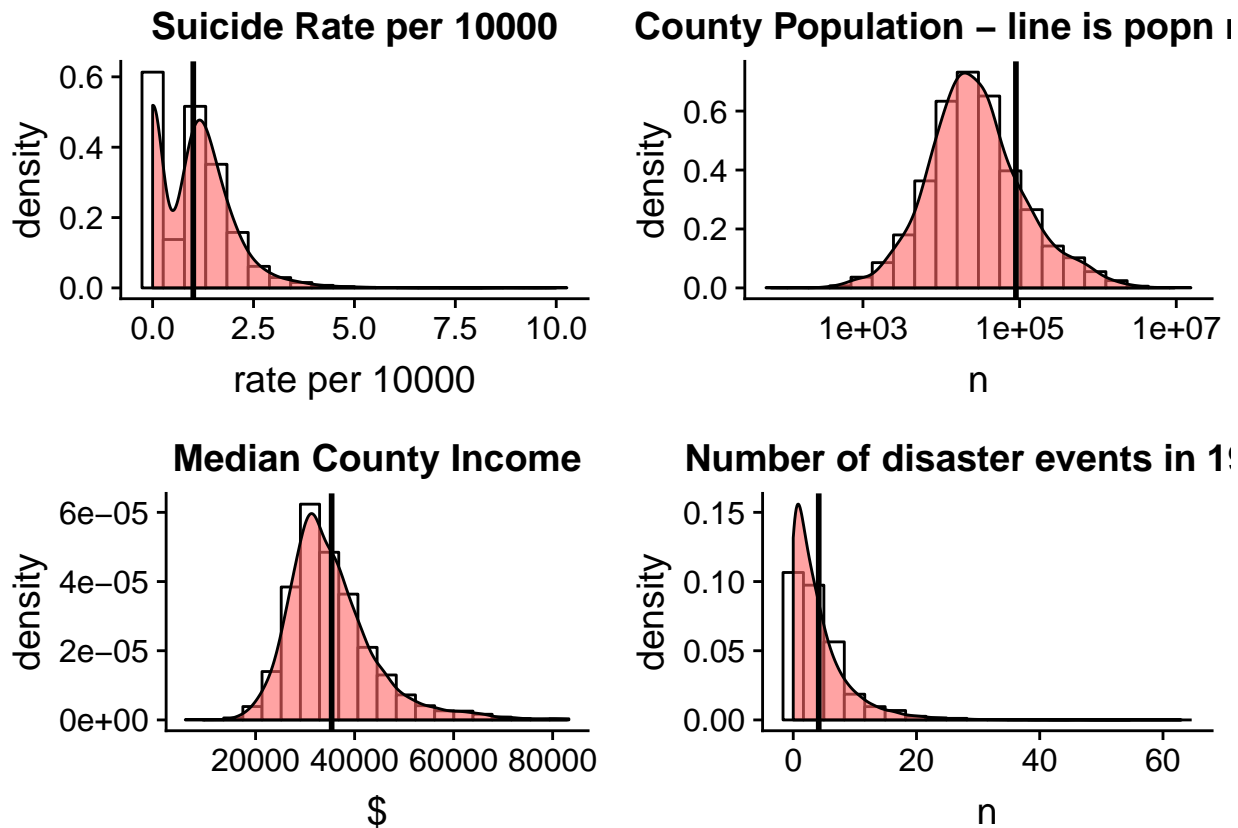 Suicide Rate per 10000
density
0.6
0.4
0.2
0.0
0.0 2.5 5.0 7.5 10.0
rate per 10000
County Population – line is popn
density
0.6
0.4
0.2
0.0
1e+03 1e+05 1e+07
n
Median County Income
density
6e−05
4e−05
2e−05
0e+00
20000 40000 60000 80000
$
Number of disaster events in
density
0.15
0.10
0.05
0.00
0 20 40 60
n